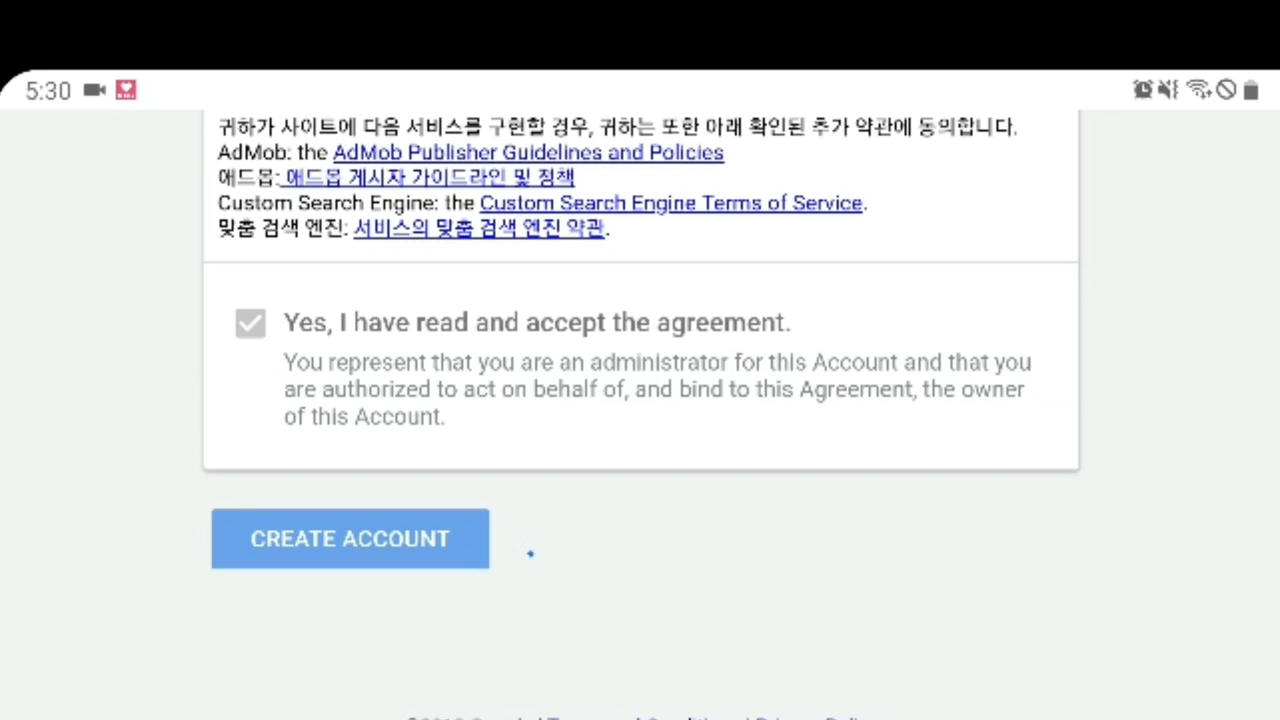 5:30
귀하가 사이트에 다음 서비스를 구현할 경우, 귀하는 또한 아래 확인된 추가 약관에 동의합니다.
AdMob: the AdMob Publisher Guidelines and Policies
애드몹: 애드몹 게시자 가이드라인 및 정책
Custom Search Engine: the Custom Search Engine Terms of Service.
맞춤 검색 엔진: 서비스의 맞춤 검색 엔진 약관.
Yes, I have read and accept the agreement.
You represent that you are an administrator for this Account and that you
are authorized to act on behalf of, and bind to this Agreement, the owner
of this Account.
CREATE ACCOUNT